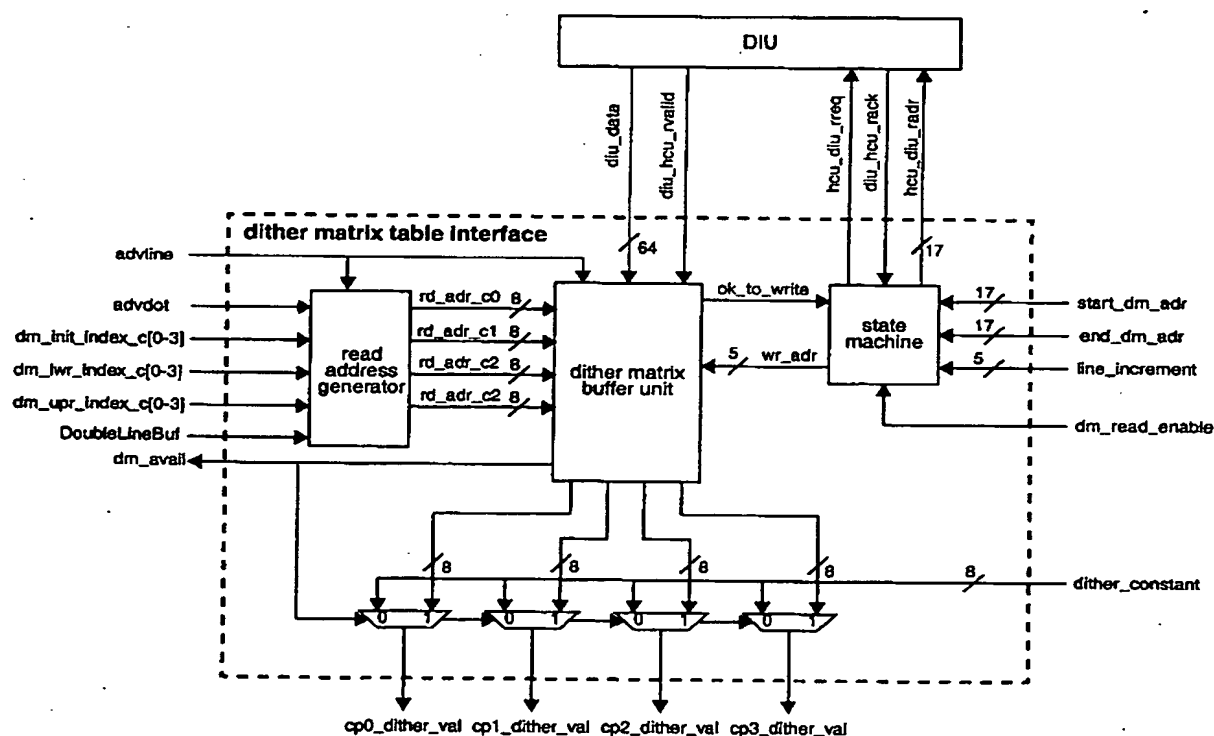 DIU
diu_data
diu_hcu_rvalid
hcu_diu_rreq
diu_hcu_rack
hcu_diu_radr
dither matrix table interface
64
17
advline
advdot
dm_init_index_c[0-3]
dm_lwr_index_c[0-3]
dm_upr_index_c[0-3]
DoubleLineBuf
dm_avail
read
address
generator
rd_adr_c0 8
rd_adr_c1 8
rd_adr_c2 8
rd_adr_c2 8
dither matrix
buffer unit
ok_to_write
5 wr_adr
state
machine
17 start_dm_adr
17 end_dm_adr
5 line_increment
dm_read_enable
8 8 8 8
8 dither_constant
0 1 0 1 0 1 0 1
cp0_dither_val cp1_dither_val cp2_dither_val cp3_dither_val